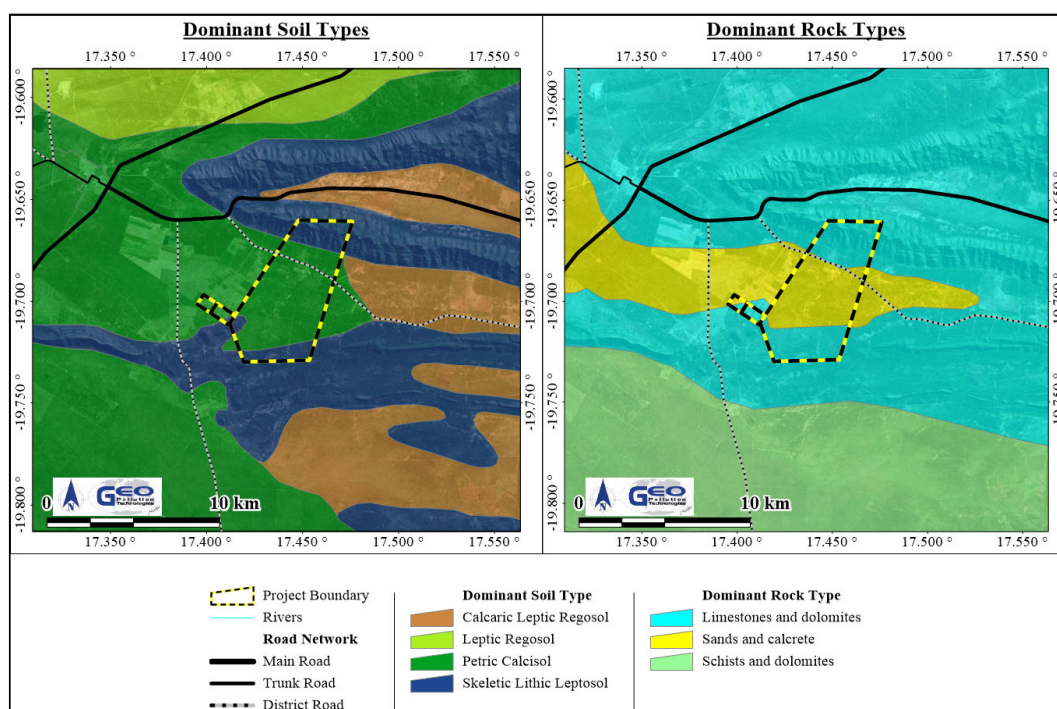 Dominant Soil Types
17.350 ° 17.400 ° 17.450 ° 17.500 ° 17.550 °
-19.600 °
-19.650 °
-19.700 °
-19.750 °
-19.800 °
N
GEO
Pollution
Technologies
0 10 km
17.350 ° 17.400 ° 17.450 ° 17.500 ° 17.550 °
Dominant Rock Types
17.350 ° 17.400 ° 17.450 ° 17.500 ° 17.550 °
-19.600 °
-19.650 °
-19.700 °
-19.750 °
-19.800 °
N
GEO
Pollution
Technologies
0 10 km
17.350 ° 17.400 ° 17.450 ° 17.500 ° 17.550 °
Project Boundary
Rivers
Road Network
Main Road
Trunk Road
District Road
Dominant Soil Type
Calcaric Leptic Regosol
Leptic Regosol
Petric Calcisol
Skeletic Lithic Leptosol
Dominant Rock Type
Limestones and dolomites
Sands and calcrete
Schists and dolomites